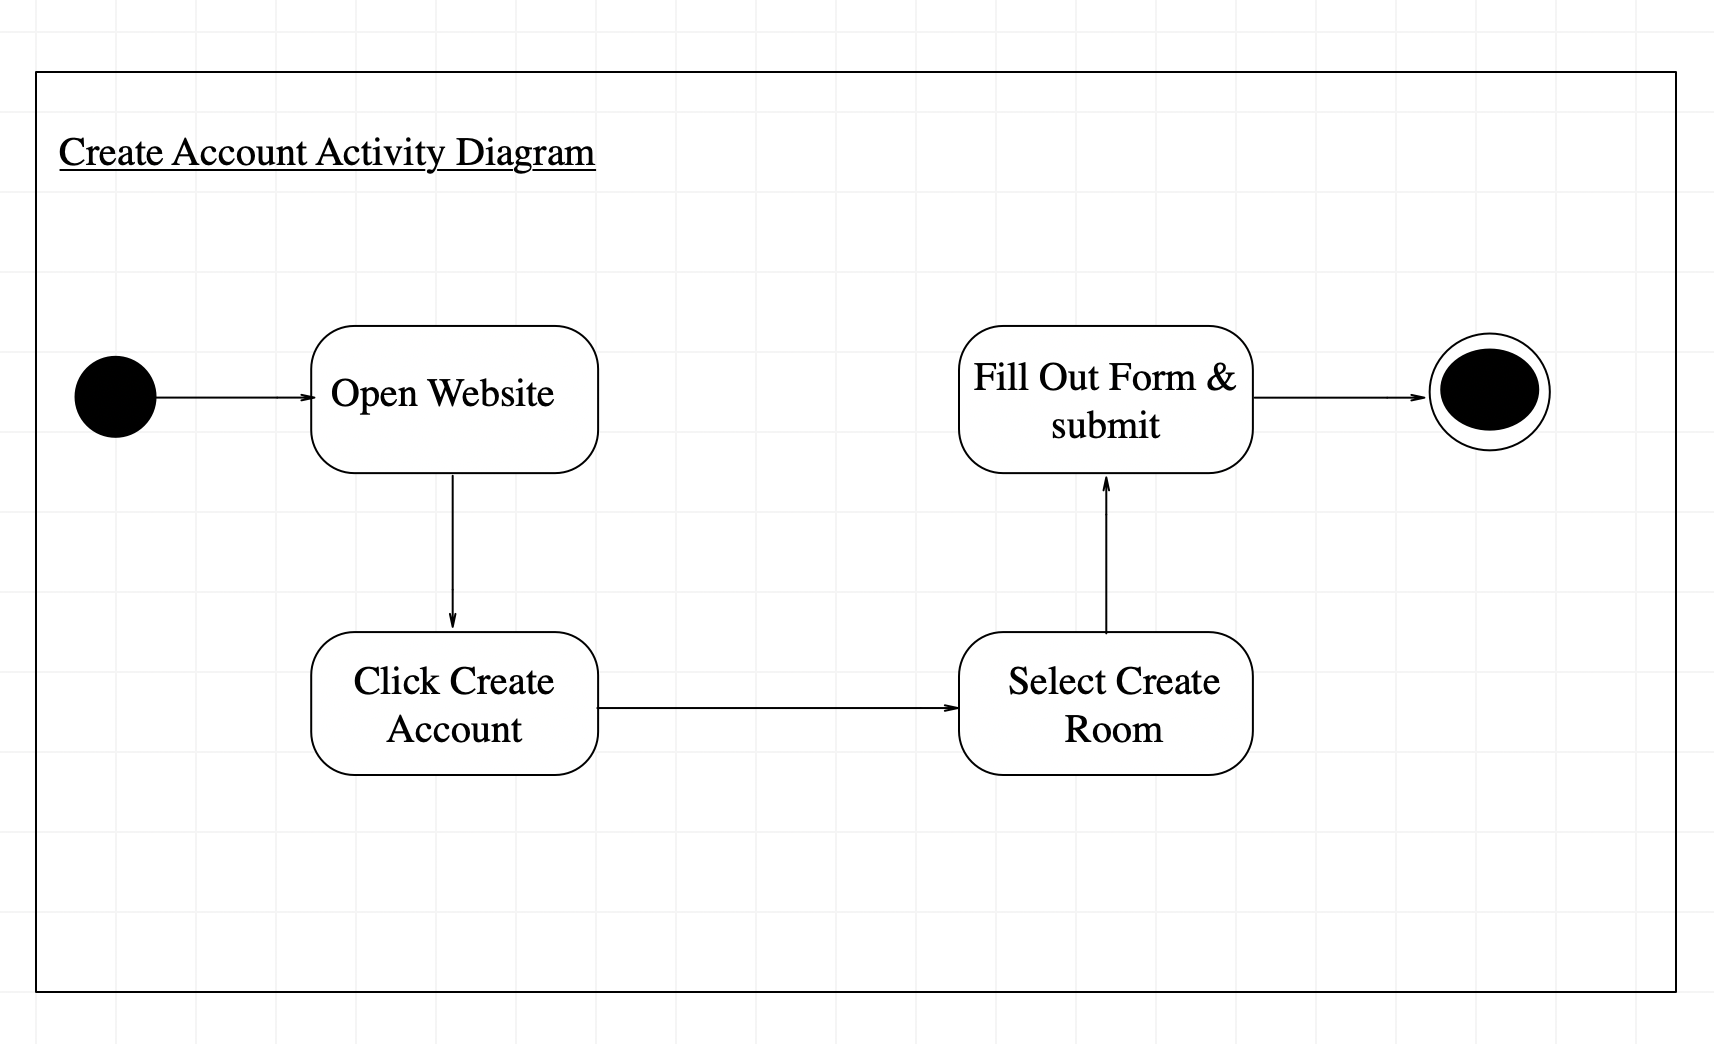 Create Account Activity Diagram
Open Website
Click Create
Account
Select Create
Room
Fill Out Form &
submit